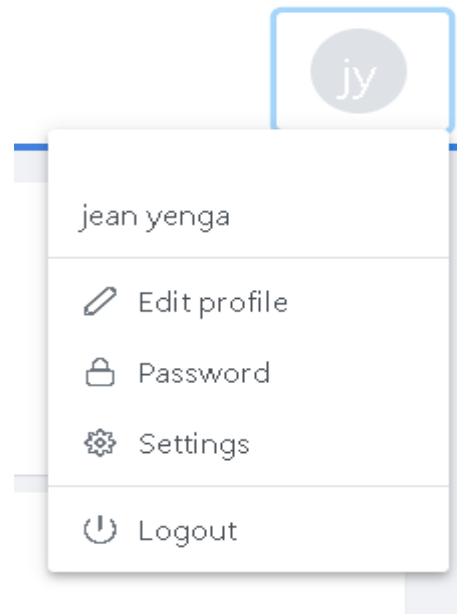 jy
jean yenga
Edit profile
Password
Settings
Logout